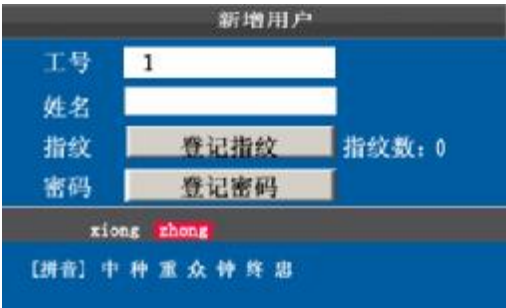 新增用户
工号 1
姓名
指纹 登记指纹 指纹数：0
密码 登记密码
xiong zhong
[拼音] 中 种 重 众 钟 终 忠